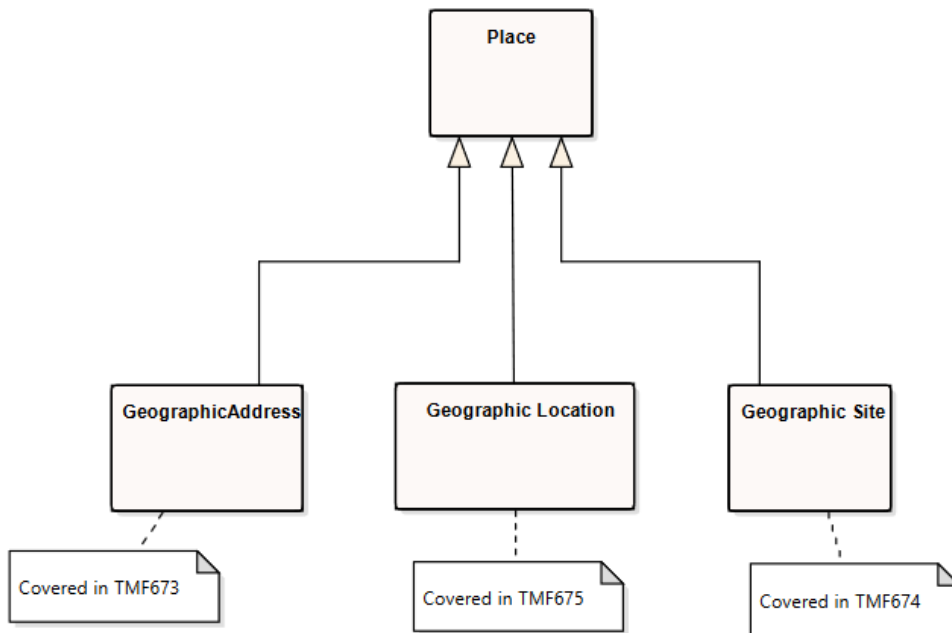 Place
GeographicAddress
Geographic Location
Geographic Site
Covered in TMF673
Covered in TMF675
Covered in TMF674